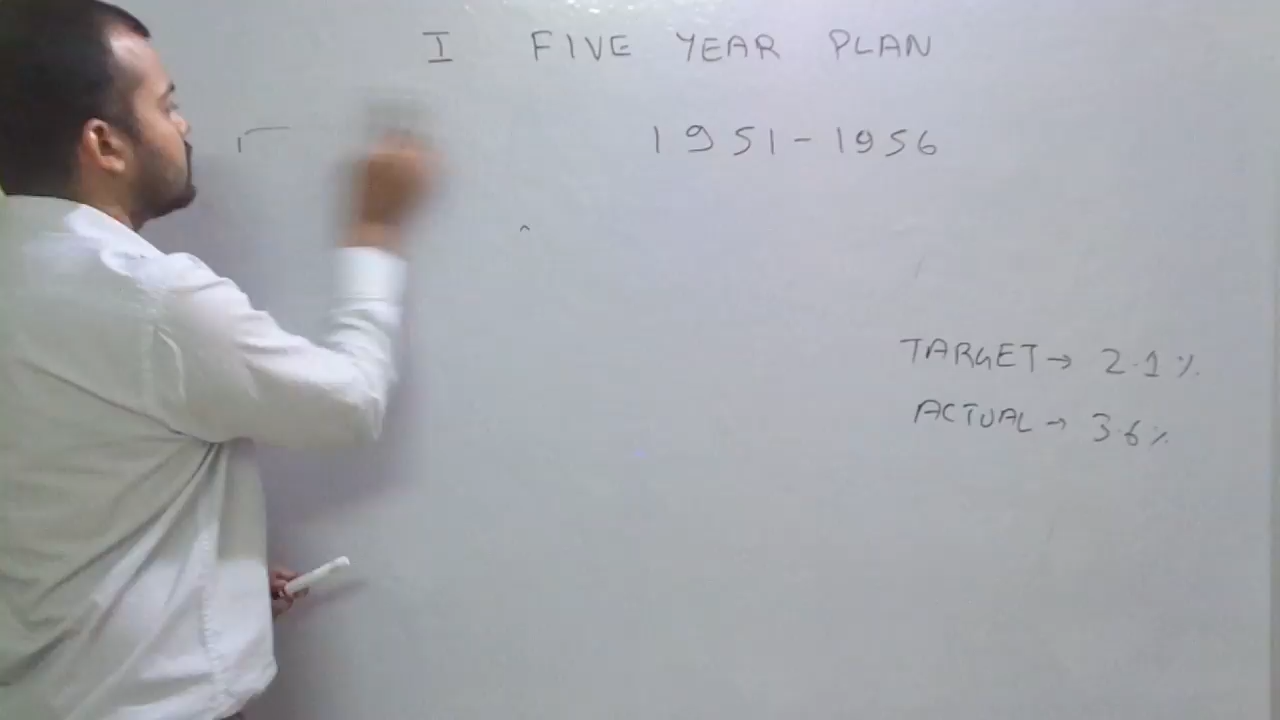 I FIVE YEAR PLAN
1951-1956
TARGET → 2.1%
ACTUAL → 3.6%